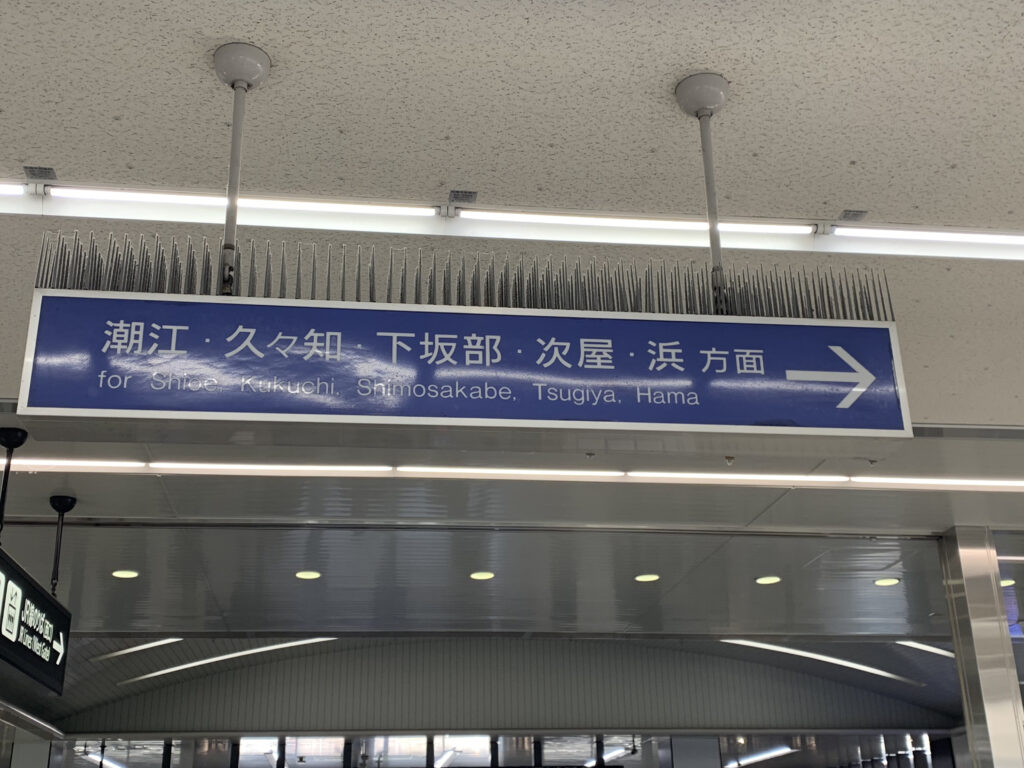 潮江・久々知・下坂部・次屋・浜 方面
for Shioe, Kukuchi, Shimosakabe, Tsugiya, Hama